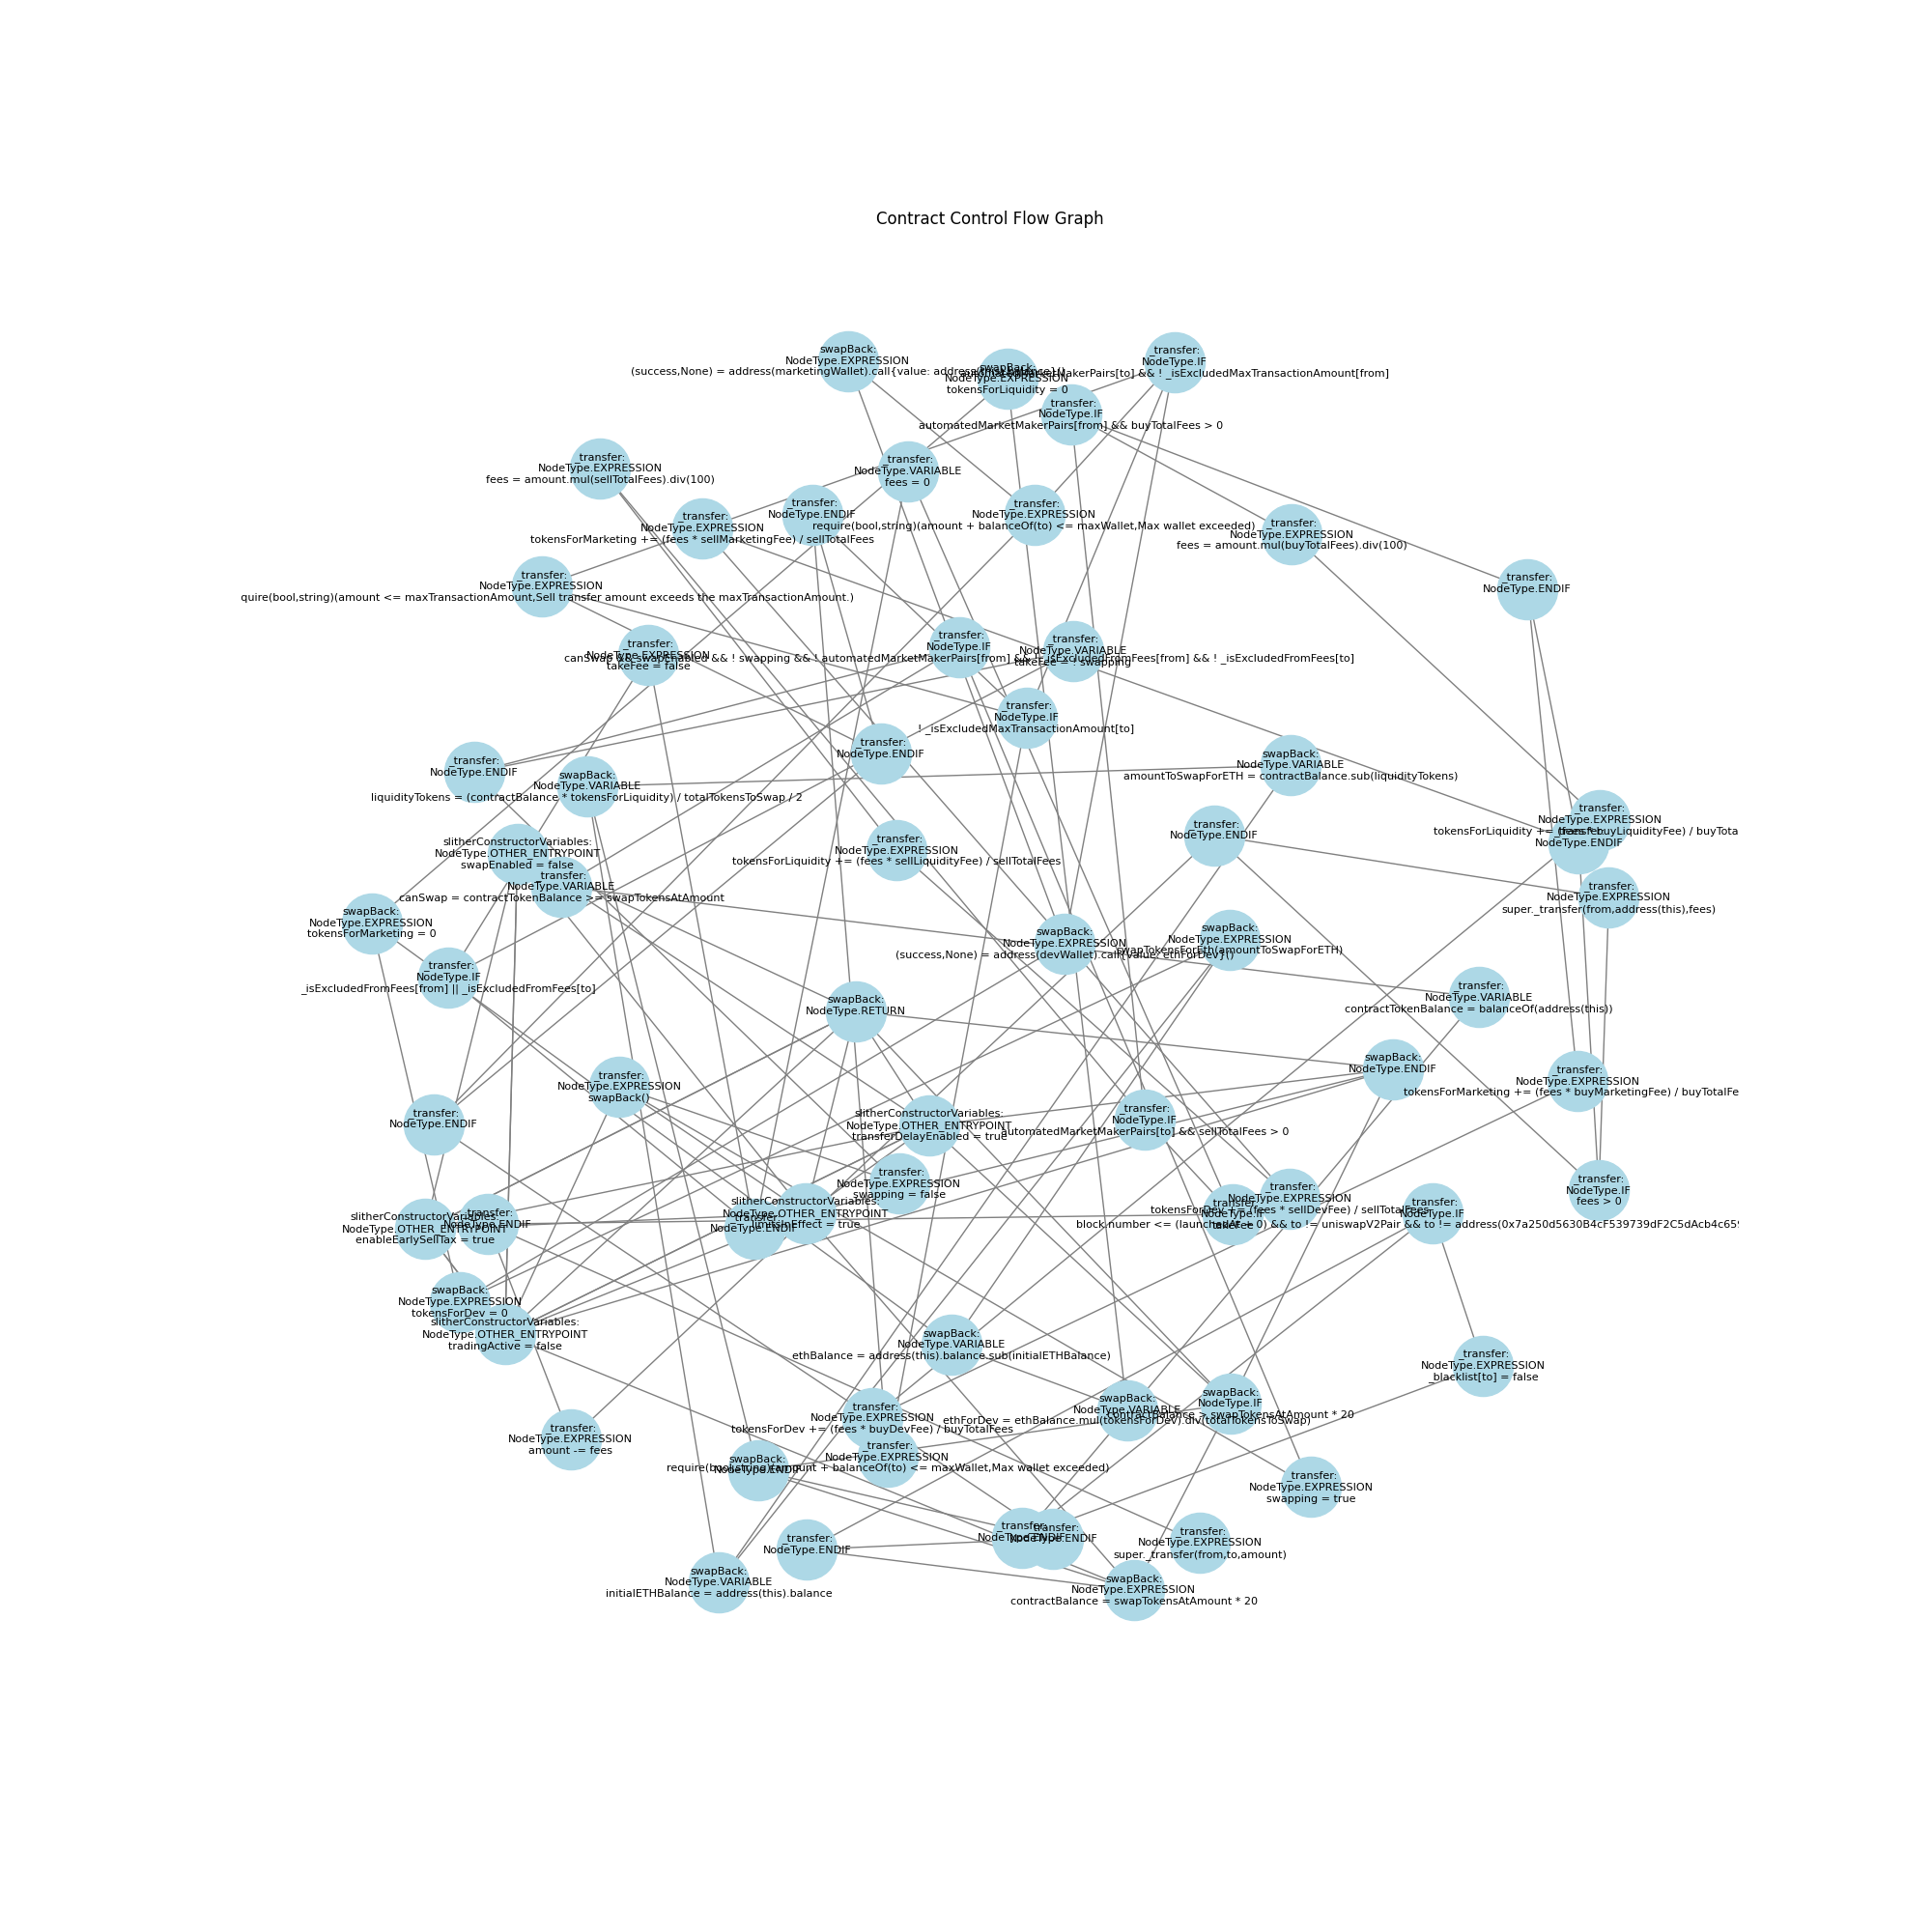 Contract Control Flow Graph
swapBack:
NodeType.EXPRESSION
(success,None) = address(marketingWallet).call{value: address(this).balance}()
swapBack:
NodeType.EXPRESSION
tokensForLiquidity = 0
_transfer:
NodeType.IF
automatedMarketMakerPairs[to] && ! _isExcludedMaxTransactionAmount[from]
_transfer:
NodeType.IF
automatedMarketMakerPairs[from] && buyTotalFees > 0
_transfer:
NodeType.EXPRESSION
fees = amount.mul(sellTotalFees).div(100)
_transfer:
NodeType.VARIABLE
fees = 0
_transfer:
NodeType.ENDIF
_transfer:
NodeType.EXPRESSION
tokensForMarketing += (fees * sellMarketingFee) / sellTotalFees
_transfer:
NodeType.EXPRESSION
require(bool,string)(amount + balanceOf(to) <= maxWallet,Max wallet exceeded)
_transfer:
NodeType.EXPRESSION
fees = amount.mul(buyTotalFees).div(100)
_transfer:
NodeType.ENDIF
_transfer:
NodeType.EXPRESSION
quire(bool,string)(amount <= maxTransactionAmount,Sell transfer amount exceeds the maxTransactionAmount.)
_transfer:
NodeType.EXPRESSION
takeFee = false
_transfer:
NodeType.IF
canSwap && swapEnabled && ! swapping && ! automatedMarketMakerPairs[from] && ! _isExcludedFromFees[from] && ! _isExcludedFromFees[to]
_transfer:
NodeType.VARIABLE
takeFee = ! swapping
_transfer:
NodeType.IF
! _isExcludedMaxTransactionAmount[to]
_transfer:
NodeType.ENDIF
_transfer:
NodeType.ENDIF
swapBack:
NodeType.VARIABLE
liquidityTokens = (contractBalance * tokensForLiquidity) / totalTokensToSwap / 2
swapBack:
NodeType.VARIABLE
amountToSwapForETH = contractBalance.sub(liquidityTokens)
_transfer:
NodeType.EXPRESSION
tokensForLiquidity += (fees * buyLiquidityFee) / buyTota
_transfer:
NodeType.ENDIF
_transfer:
NodeType.ENDIF
slitherConstructorVariables:
NodeType.OTHER_ENTRYPOINT
swapEnabled = false
_transfer:
NodeType.EXPRESSION
tokensForLiquidity += (fees * sellLiquidityFee) / sellTotalFees
_transfer:
NodeType.VARIABLE
canSwap = contractTokenBalance >= swapTokensAtAmount
_transfer:
NodeType.EXPRESSION
super._transfer(from,address(this),fees)
swapBack:
NodeType.EXPRESSION
tokensForMarketing = 0
swapBack:
NodeType.EXPRESSION
(success,None) = address(devWallet).call{value: ethForDev}()
swapBack:
NodeType.EXPRESSION
swapTokensForEth(amountToSwapForETH)
_transfer:
NodeType.IF
_isExcludedFromFees[from] || _isExcludedFromFees[to]
_transfer:
NodeType.VARIABLE
contractTokenBalance = balanceOf(address(this))
swapBack:
NodeType.RETURN
swapBack:
NodeType.ENDIF
_transfer:
NodeType.EXPRESSION
swapBack()
_transfer:
NodeType.EXPRESSION
tokensForMarketing += (fees * buyMarketingFee) / buyTotalFe
_transfer:
NodeType.ENDIF
slitherConstructorVariables:
NodeType.OTHER_ENTRYPOINT
transferDelayEnabled = true
_transfer:
NodeType.IF
automatedMarketMakerPairs[to] && sellTotalFees > 0
_transfer:
NodeType.EXPRESSION
swapping = false
_transfer:
NodeType.IF
fees > 0
slitherConstructorVariables:
NodeType.OTHER_ENTRYPOINT
limitsInEffect = true
_transfer:
NodeType.ENDIF
slitherConstructorVariables:
NodeType.OTHER_ENTRYPOINT
enableEarlySellTax = true
_transfer:
NodeType.ENDIF
_transfer:
NodeType.IF
takeFee
_transfer:
NodeType.EXPRESSION
tokensForDev += (fees * sellDevFee) / sellTotalFees
_transfer:
NodeType.IF
block.number <= (launchedAt + 0) && to != uniswapV2Pair && to != address(0x7a250d5630B4cF539739dF2C5dAcb4c659
swapBack:
NodeType.EXPRESSION
tokensForDev = 0
slitherConstructorVariables:
NodeType.OTHER_ENTRYPOINT
tradingActive = false
swapBack:
NodeType.VARIABLE
ethBalance = address(this).balance.sub(initialETHBalance)
_transfer:
NodeType.EXPRESSION
_blacklist[to] = false
swapBack:
NodeType.VARIABLE
ethForDev = ethBalance.mul(tokensForDev).div(totalTokensToSwap)
swapBack:
NodeType.IF
contractBalance > swapTokensAtAmount * 20
_transfer:
NodeType.EXPRESSION
tokensForDev += (fees * buyDevFee) / buyTotalFees
_transfer:
NodeType.EXPRESSION
amount -= fees
_transfer:
NodeType.EXPRESSION
require(bool,string)(amount + balanceOf(to) <= maxWallet,Max wallet exceeded)
swapBack:
NodeType.ENDIF
_transfer:
NodeType.EXPRESSION
swapping = true
_transfer:
NodeType.ENDIF
_transfer:
NodeType.ENDIF
_transfer:
NodeType.ENDIF
_transfer:
NodeType.EXPRESSION
super._transfer(from,to,amount)
swapBack:
NodeType.VARIABLE
initialETHBalance = address(this).balance
swapBack:
NodeType.EXPRESSION
contractBalance = swapTokensAtAmount * 20